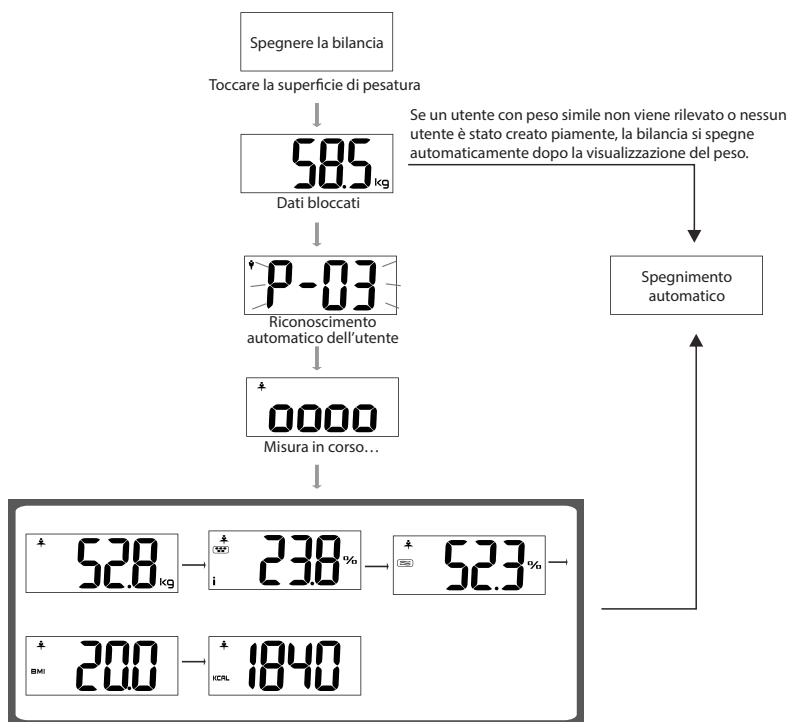 Spegnere la bilancia
Toccare la superficie di pesatura
Se un utente con peso simile non viene rilevato o nessun
utente è stato creato piamente, la bilancia si spegne
automaticamente dopo la visualizzazione del peso.
58.5 kg
Dati bloccati
Spegnimento
automatico
P-03
Riconoscimento
automatico dell'utente
0000
Misura in corso…
52.8 kg
i 23.8 %
52.3 %
BMI 20.0
KCAL 1840